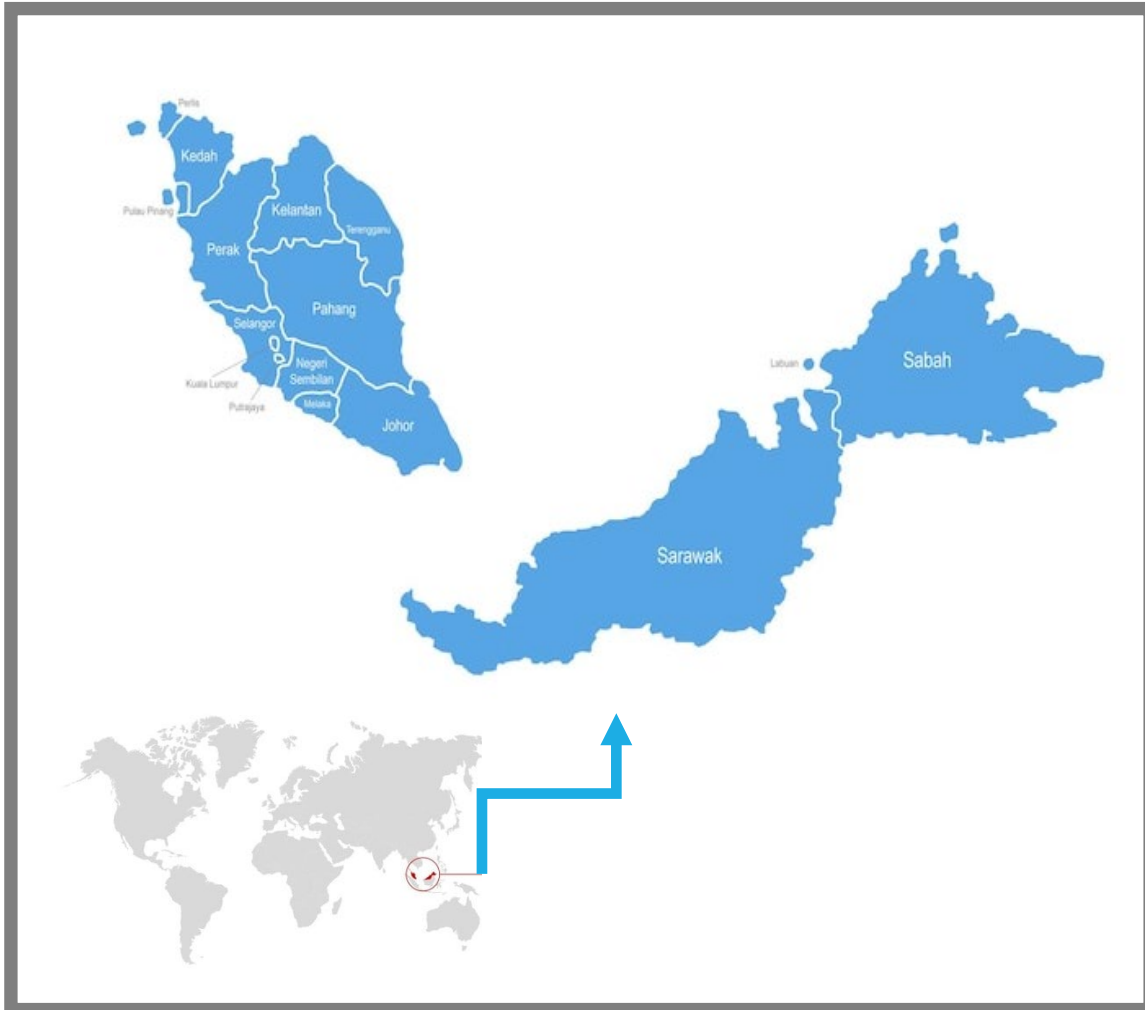 Perlis
Kedah
Pulau Pinang
Kelantan
Terengganu
Perak
Pahang
Selangor
Kuala Lumpur
Negeri
Sembilan
Putrajaya
Melaka
Johor
Labuan
Sabah
Sarawak